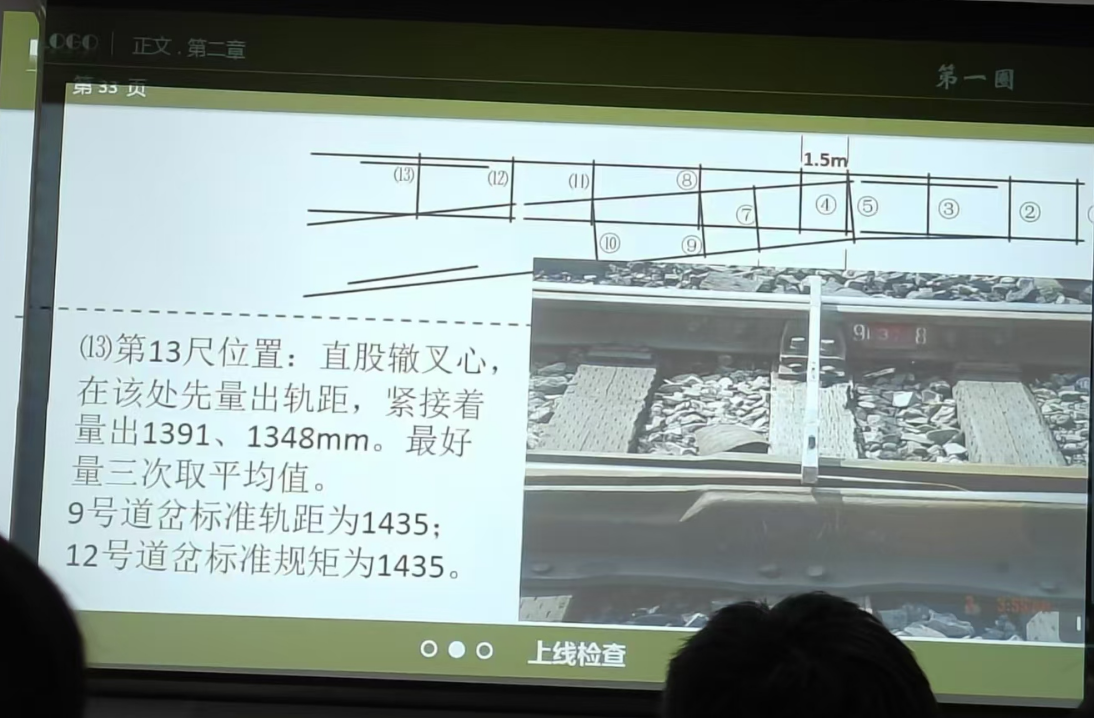 LOGO
正文.第二章
第一圈
第 33 页
1.5m
⒀
⑿
⑾
⑧
⑦
④
⑤
③
②
⑩
⑨
⒀第13尺位置：直股辙叉心，
在该处先量出轨距，紧接着
量出1391、1348mm。最好
量三次取平均值。
9号道岔标准轨距为1435；
12号道岔标准规矩为1435。
上线检查